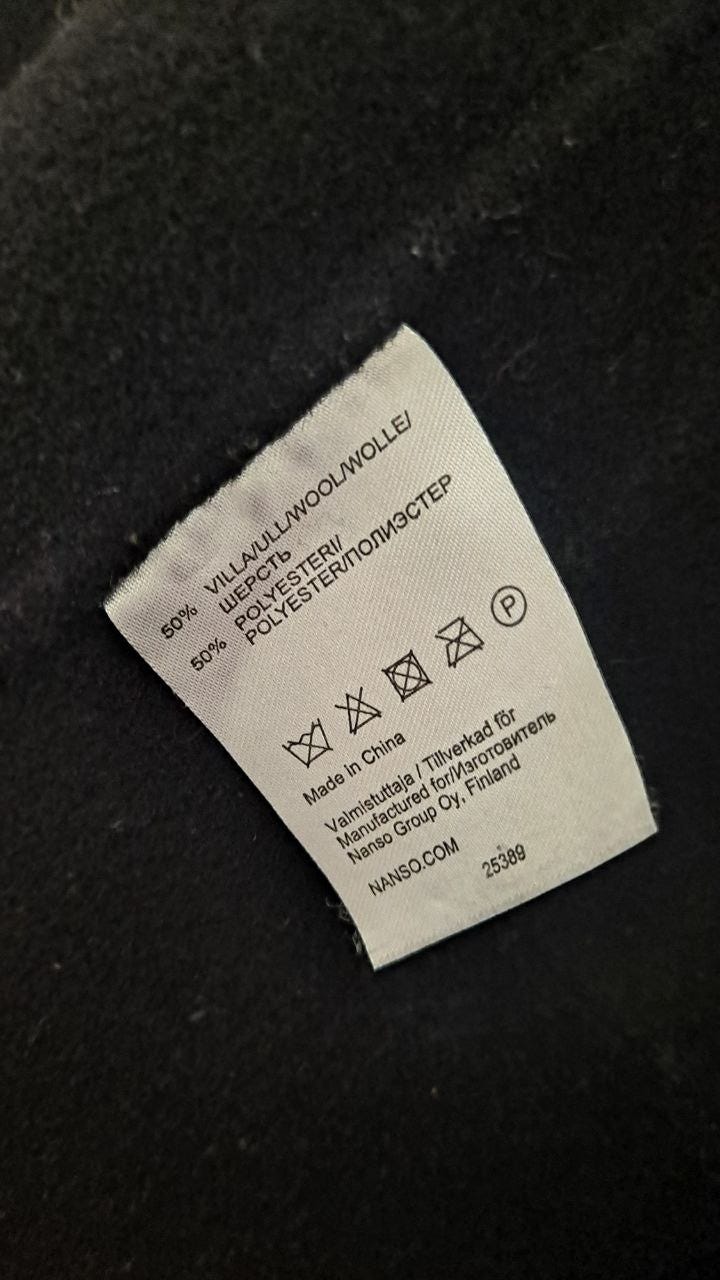 50% VILLA/ULL/WOOL/WOLLE/
ШЕРСТЬ
50% POLYESTERI/
POLYESTER/ПОЛИЭСТЕР
P
Made in China
Valmistuttaja / Tillverkad för
Manufactured for/Изготовитель
Nanso Group Oy, Finland
NANSO.COM 25389